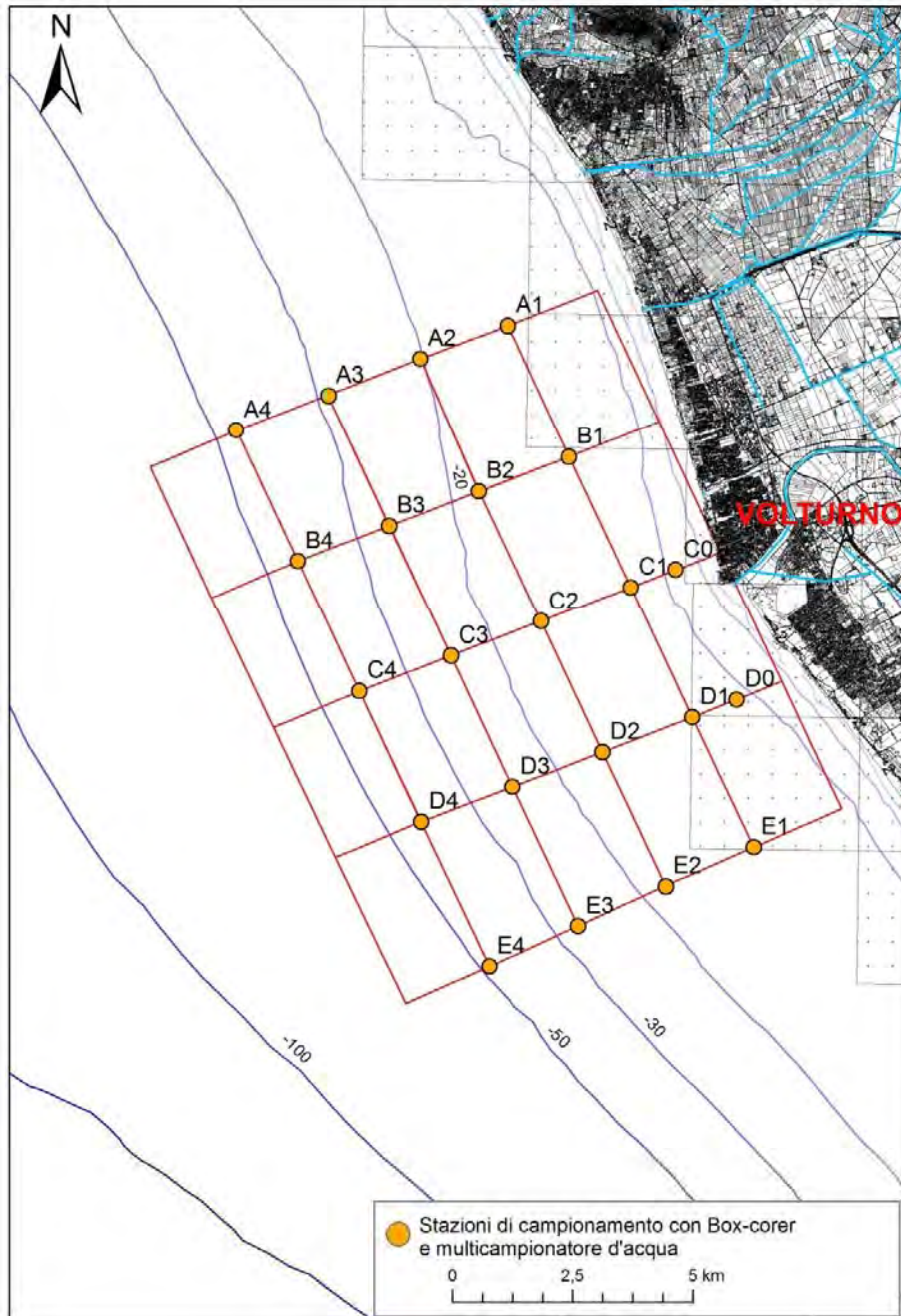 N
A1
A2
A3
A4
B1
B2
-20
B3
B4
VOLTURNO
C0
C1
C2
C3
C4
D0
D1
D2
D3
D4
E1
E2
E3
E4
-30
-50
-100
Stazioni di campionamento con Box-corer
e multicampionatore d'acqua
0 2,5 5 km